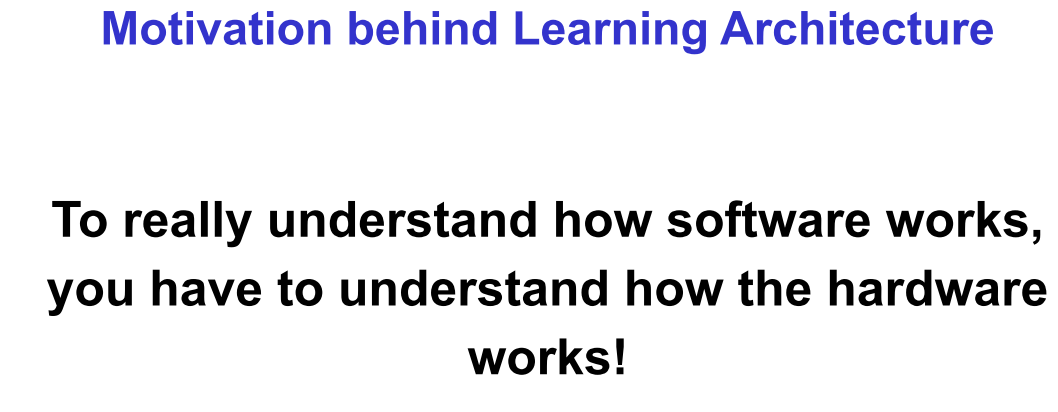 Motivation behind Learning Architecture
To really understand how software works,
you have to understand how the hardware
works!